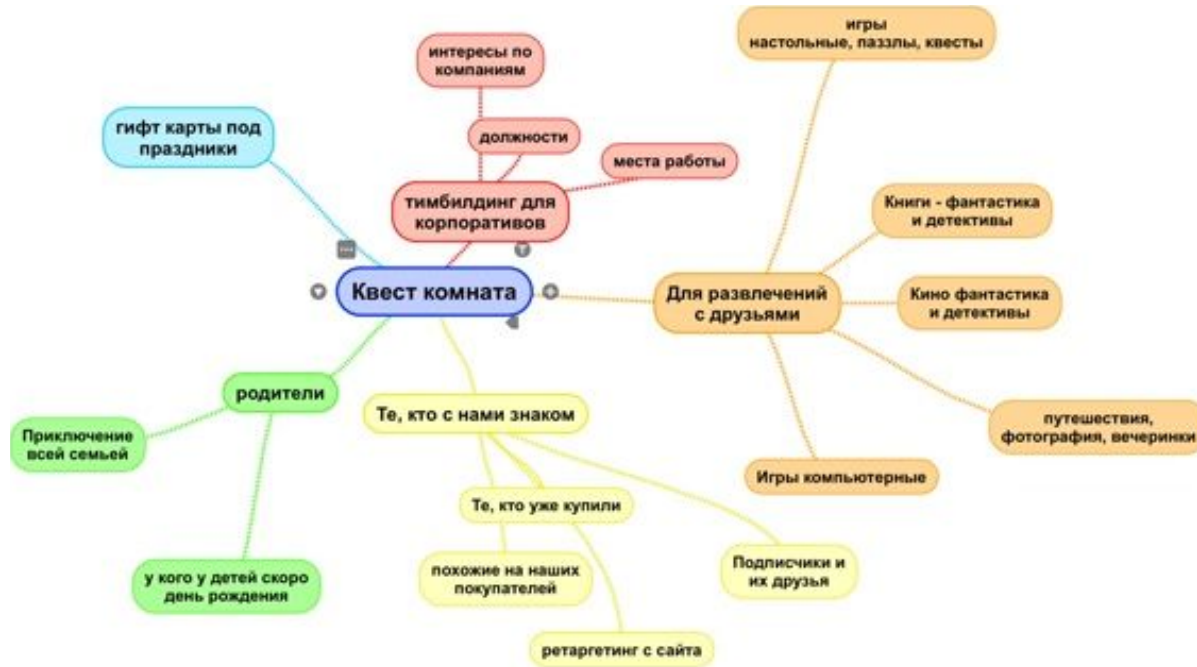 игры
настольные, паззлы, квесты
интересы по
компаниям
гифт карты под
праздники
должности
места работы
тимбилдинг для
корпоративов
Книги - фантастика
и детективы
Квест комната
Для развлечений
с друзьями
Кино фантастика
и детективы
родители
Те, кто с нами знаком
путешествия,
фотография, вечеринки
Приключение
всей семьей
Игры компьютерные
Те, кто уже купили
у кого у детей скоро
день рождения
похожие на наших
покупателей
Подписчики и
их друзья
ретаргетинг с сайта